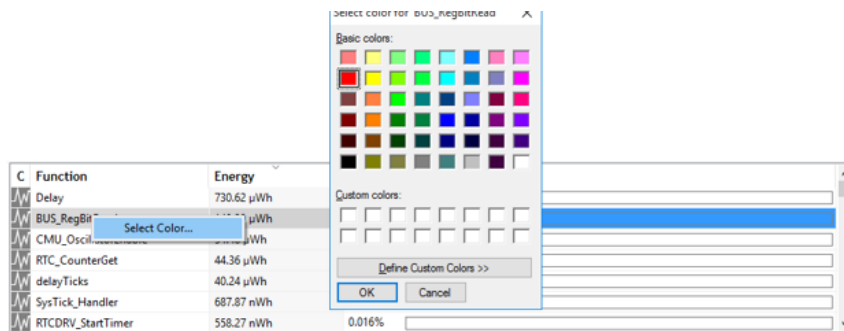 Select color for 'BUS_RegBitRead'
Basic colors:
C Function Energy
Delay 730.62 µWh
BUS_RegBit µWh
Select Color...
CMU_Oscil
RTC_CounterGet 44.36 µWh
delayTicks 40.24 µWh
SysTick_Handler 687.87 nWh
RTCDRV_StartTimer 558.27 nWh 0.016%
Custom colors:
Define Custom Colors >>
OK Cancel